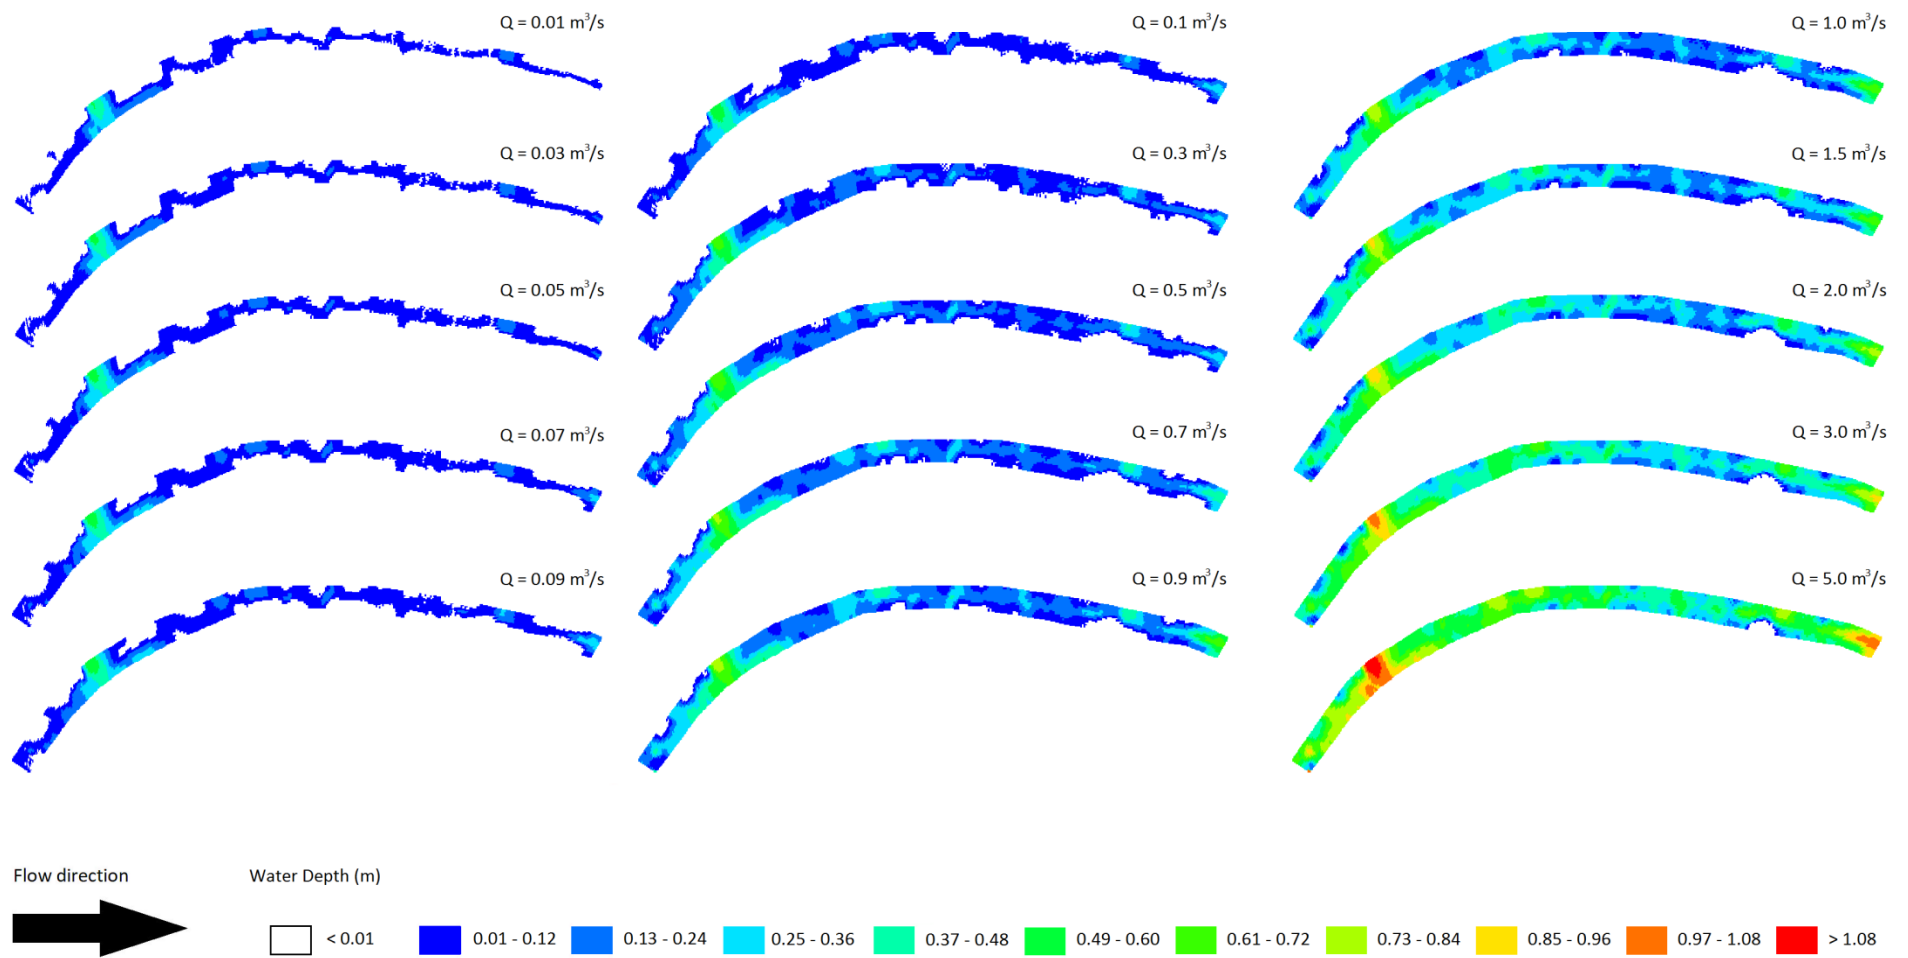 Q = 0.01 m³/s
Q = 0.03 m³/s
Q = 0.05 m³/s
Q = 0.07 m³/s
Q = 0.09 m³/s
Q = 0.1 m³/s
Q = 0.3 m³/s
Q = 0.5 m³/s
Q = 0.7 m³/s
Q = 0.9 m³/s
Q = 1.0 m³/s
Q = 1.5 m³/s
Q = 2.0 m³/s
Q = 3.0 m³/s
Q = 5.0 m³/s
Flow direction
Water Depth (m)
< 0.01
0.01 - 0.12
0.13 - 0.24
0.25 - 0.36
0.37 - 0.48
0.49 - 0.60
0.61 - 0.72
0.73 - 0.84
0.85 - 0.96
0.97 - 1.08
> 1.08